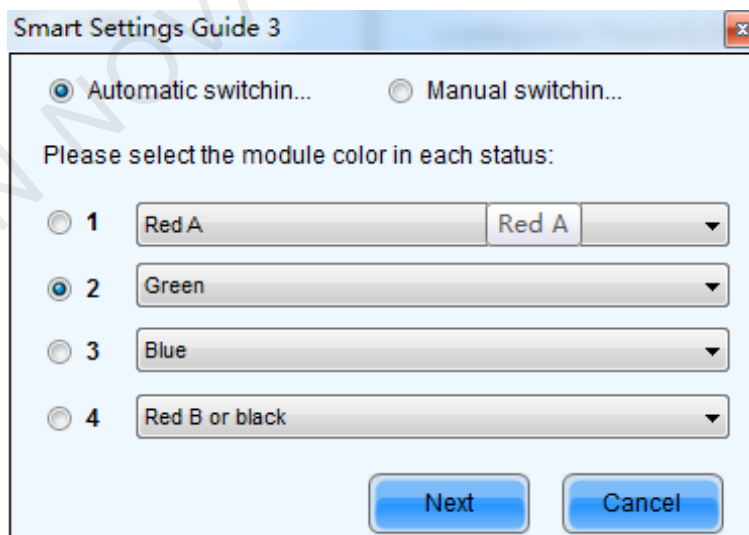 Smart Settings Guide 3
Automatic switchin... Manual switchin...
Please select the module color in each status:
1 Red A Red A
2 Green
3 Blue
4 Red B or black
Next Cancel